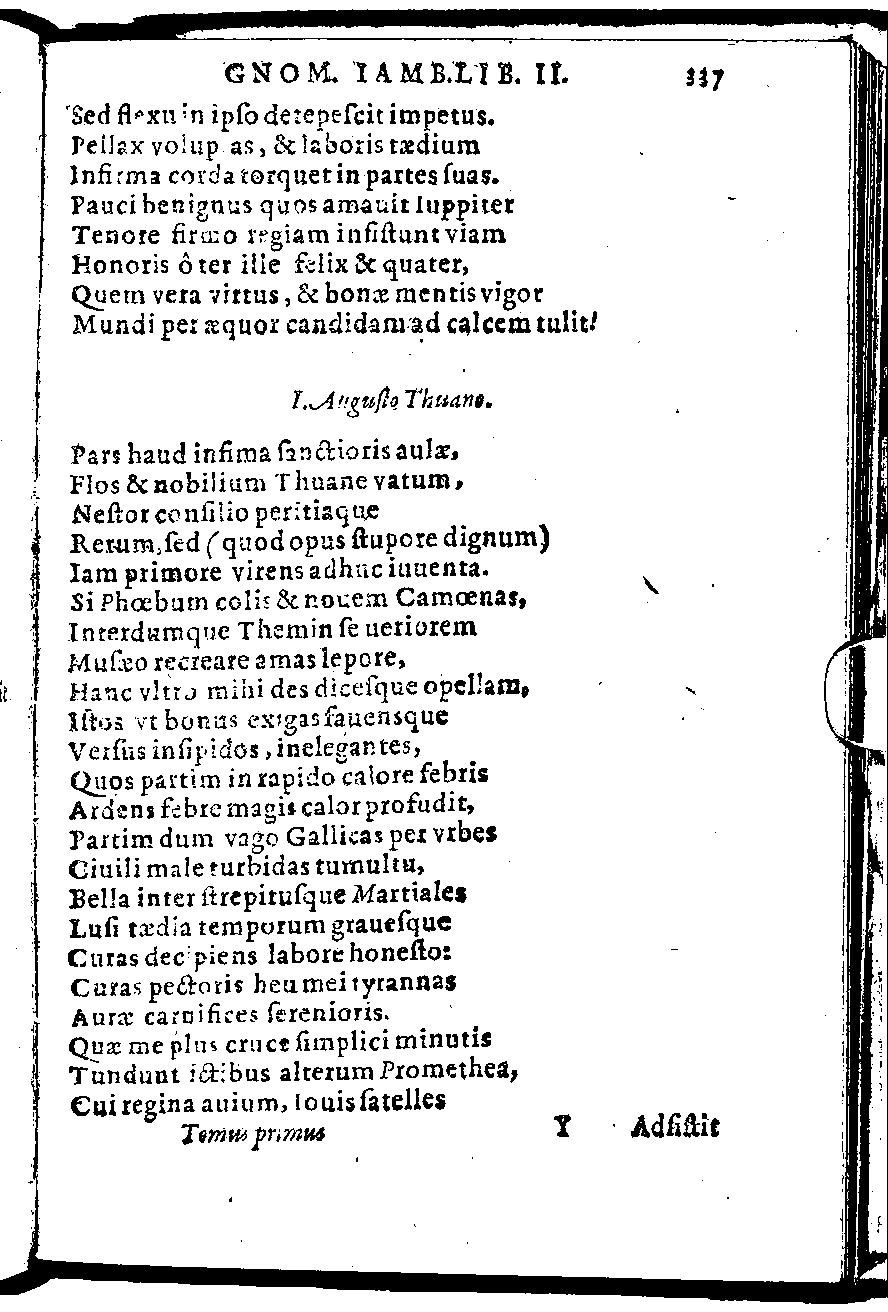 GNOM. IAMB. LIB. II. 337
Sed flexu in ipſo detepeſcit impetus.
Pellax volup as, & laboris tædium
Infirma corda torquet in partes ſuas.
Pauci benignus quos amauit Iuppiter
Tenore firmo regiam inſiſtunt viam
Honoris ô ter ille felix & quater,
Quem vera virtus, & bonæ mentis vigor
Mundi per æquor candidam ad calcem tulit!
I. Auguſto Thuano.
Pars haud infima ſanctioris aulæ,
Flos & nobilium Thuane vatum,
Neſtor conſilio peritiaque
Rerum, ſed (quod opus ſtupore dignum)
Iam primore virens adhuc iuuenta.
Si Phœbum colis & nouem Camœnas,
Interdumque Themin ſe ueriorem
Muſæo recreare amas lepore,
Hanc vltro mihi des diceſque opellam,
Iſtos vt bonus exigas fauensque
Verſus inſipidos, inelegantes,
Quos partim in rapido calore febris
Ardens febre magis calor profudit,
Partim dum vago Gallicas per vrbes
Ciuili male turbidas tumultu,
Bella inter ſtrepituſque Martiales
Luſi tædia temporum graueſque
Curas decipiens labore honeſto:
Curas pectoris heu mei tyrannas
Auræ carnifices ſerenioris.
Quæ me plus cruce ſimplici minutis
Tundunt ictibus alterum Promethea,
Cui regina auium, Iouis ſatelles
Tomus primus Y Adſiſtit